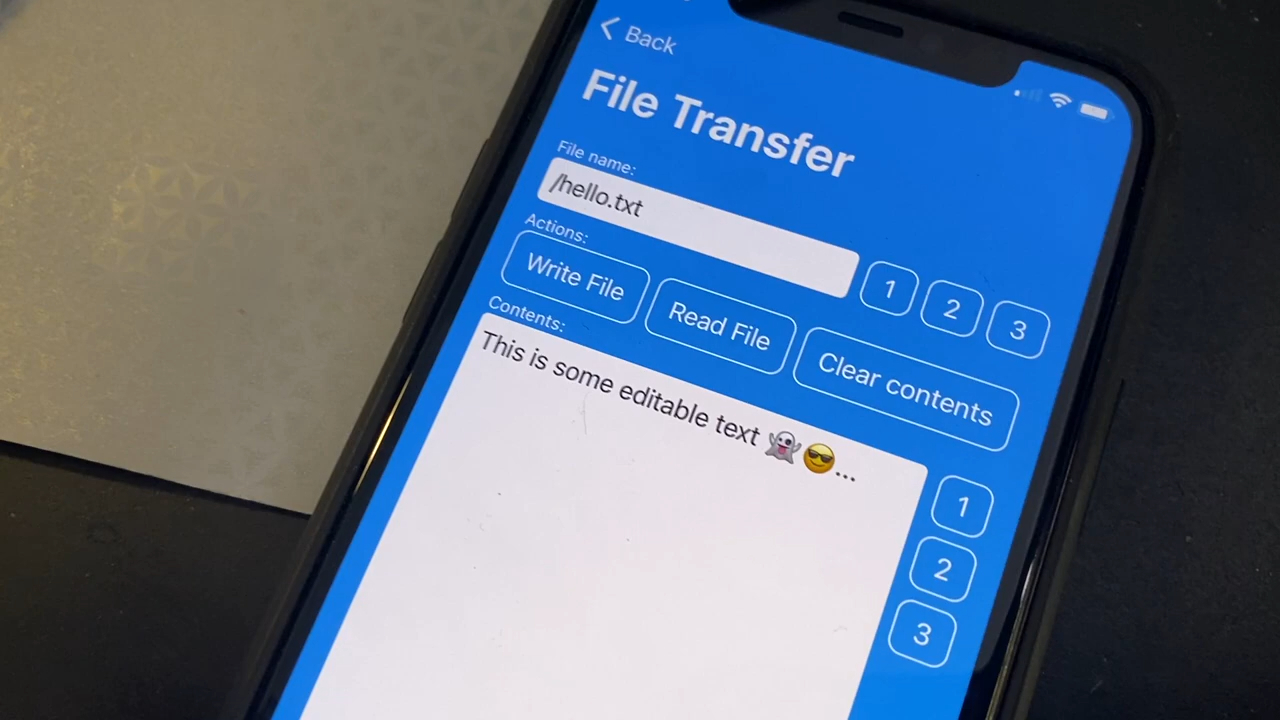 Back
File Transfer
File name:
/hello.txt
1 2 3
Actions:
Write File Read File Clear contents
Contents:
This is some editable text 👻😎...
1
2
3